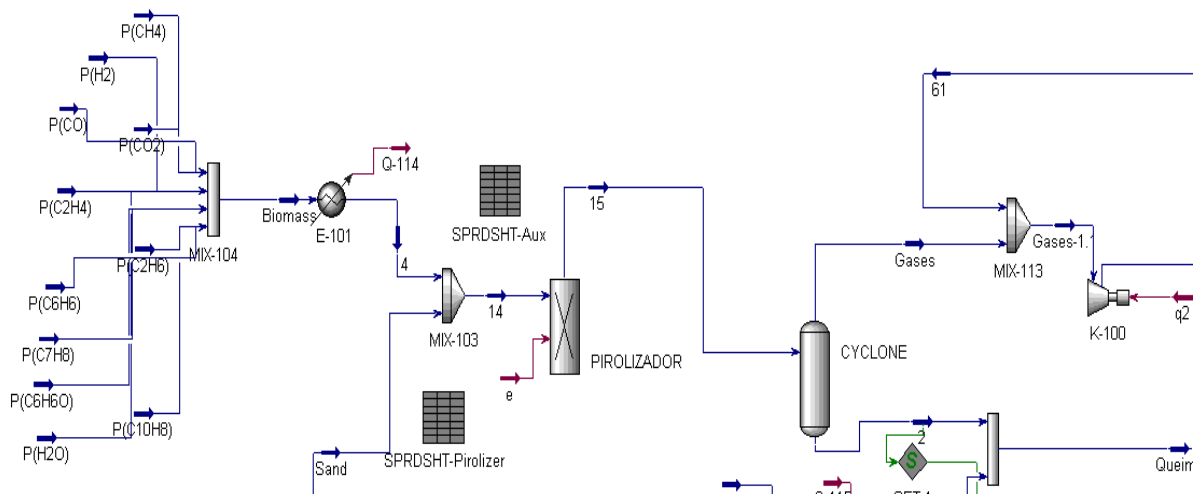 P(CH4)
P(H2)
P(CO)
P(CO2)
P(C2H4)
P(C2H6)
P(C6H6)
P(C7H8)
P(C6H6O)
P(C10H8)
P(H2O)
MIX-104
Biomass
E-101
Q-114
4
SPRDSHT-Aux
MIX-103
14
e
PIROLIZADOR
15
SPRDSHT-Pirolizer
Sand
CYCLONE
Gases
61
MIX-113
Gases-1.1
K-100
q2
2
S
Queim